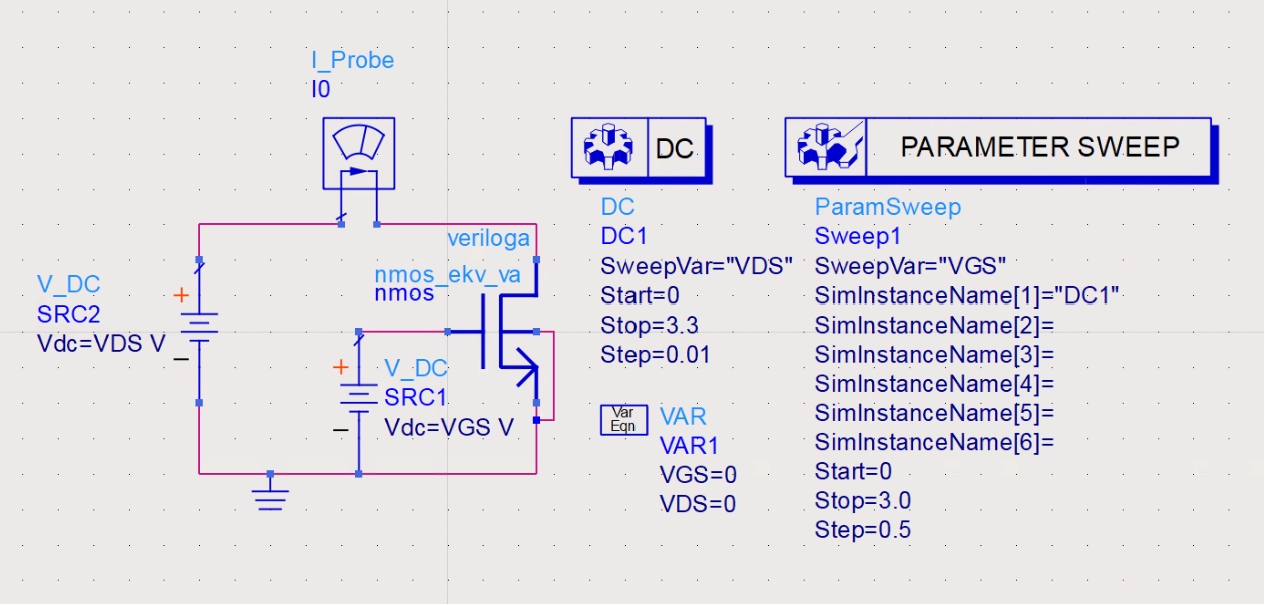 I_Probe
I0
V_DC
SRC2
Vdc=VDS V
+
−
veriloga
nmos_ekv_va
nmos
+
−
V_DC
SRC1
Vdc=VGS V
DC
DC
DC1
SweepVar="VDS"
Start=0
Stop=3.3
Step=0.01
Var
Eqn
VAR
VAR1
VGS=0
VDS=0
PARAMETER SWEEP
ParamSweep
Sweep1
SweepVar="VGS"
SimInstanceName[1]="DC1"
SimInstanceName[2]=
SimInstanceName[3]=
SimInstanceName[4]=
SimInstanceName[5]=
SimInstanceName[6]=
Start=0
Stop=3.0
Step=0.5